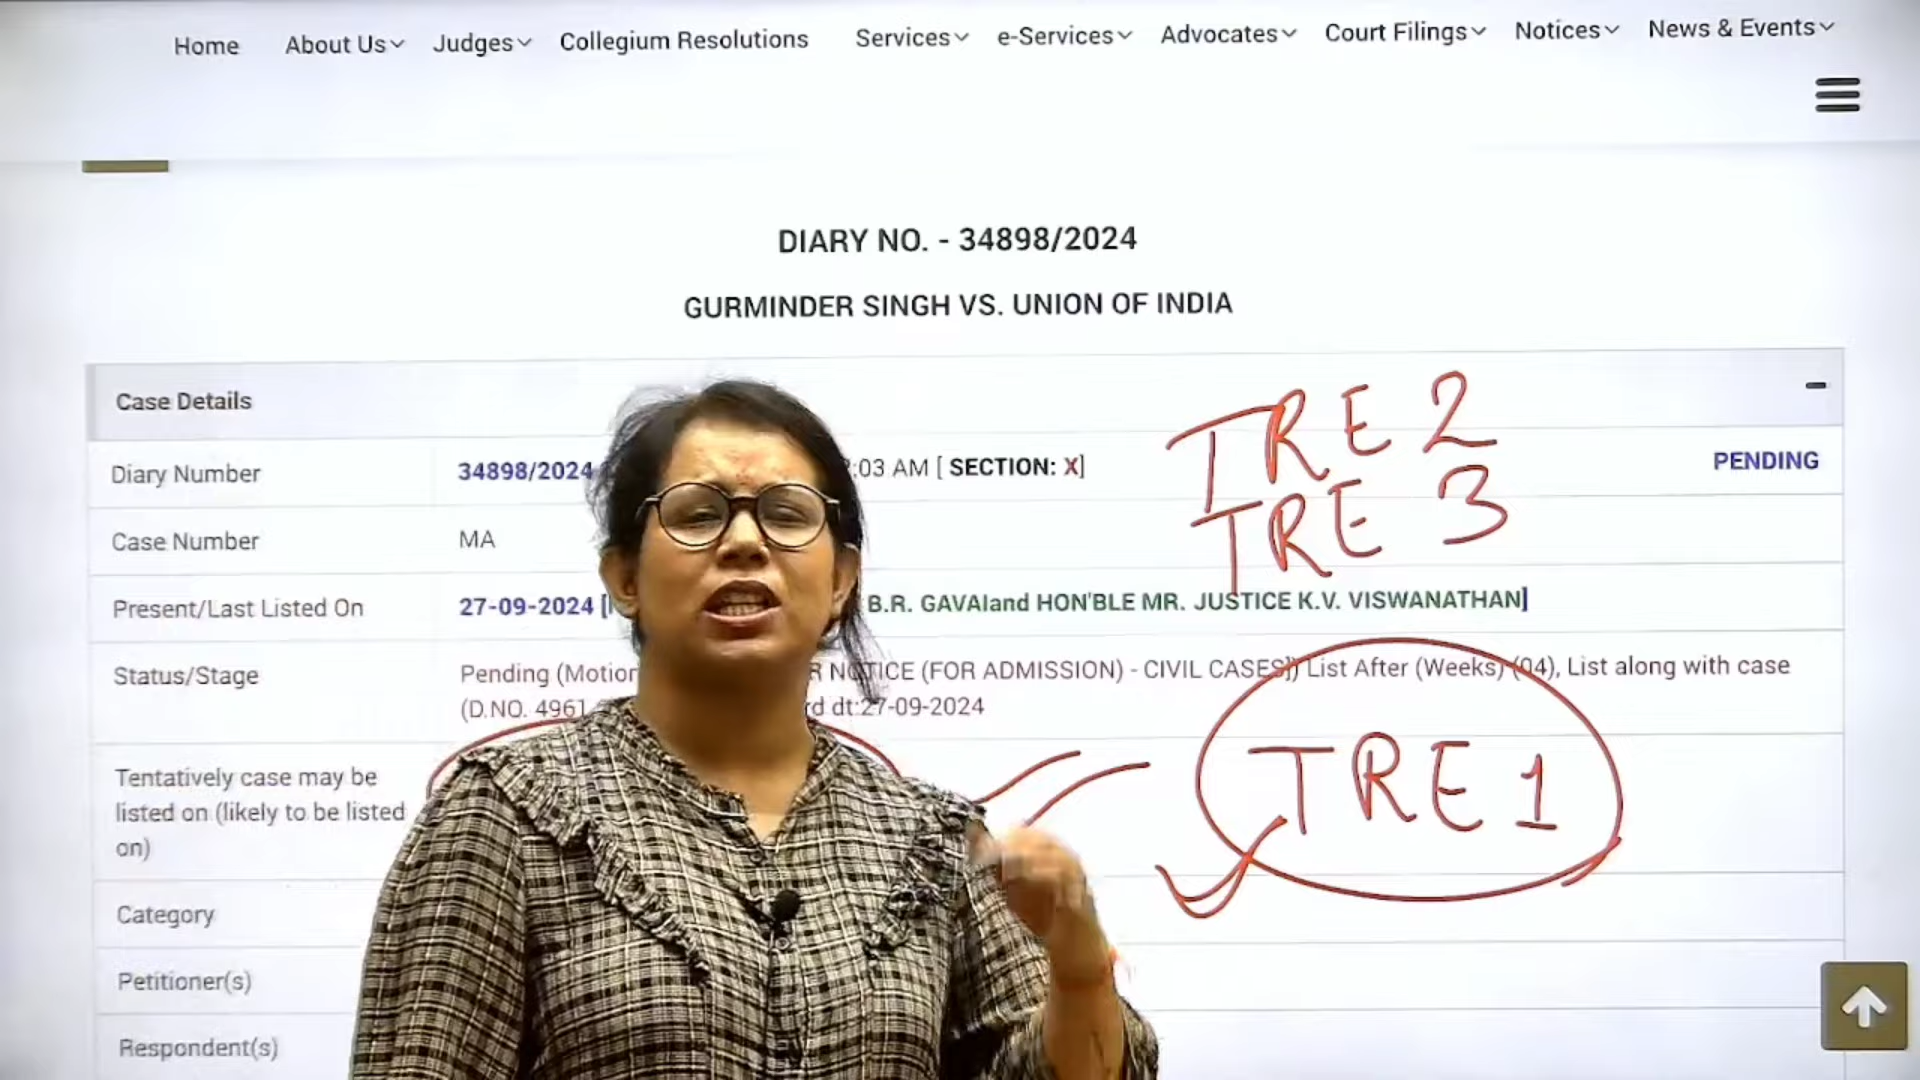 Home About Us Judges Collegium Resolutions Services e-Services Advocates Court Filings Notices News & Events
DIARY NO. - 34898/2024
GURMINDER SINGH VS. UNION OF INDIA
Case Details
TRE 2
Diary Number 34898/2024 :03 AM [ SECTION: X] PENDING
TRE 3
Case Number MA
Present/Last Listed On 27-09-2024 [ B.R. GAVAIand HON'BLE MR. JUSTICE K.V. VISWANATHAN]
Status/Stage Pending (Motion NOTICE (FOR ADMISSION) - CIVIL CASES]) List After (Weeks) (04), List along with case
(D.NO. 4961 rd dt:27-09-2024
Tentatively case may be
listed on (likely to be listed
on)
TRE 1
Category
Petitioner(s)
Respondent(s)